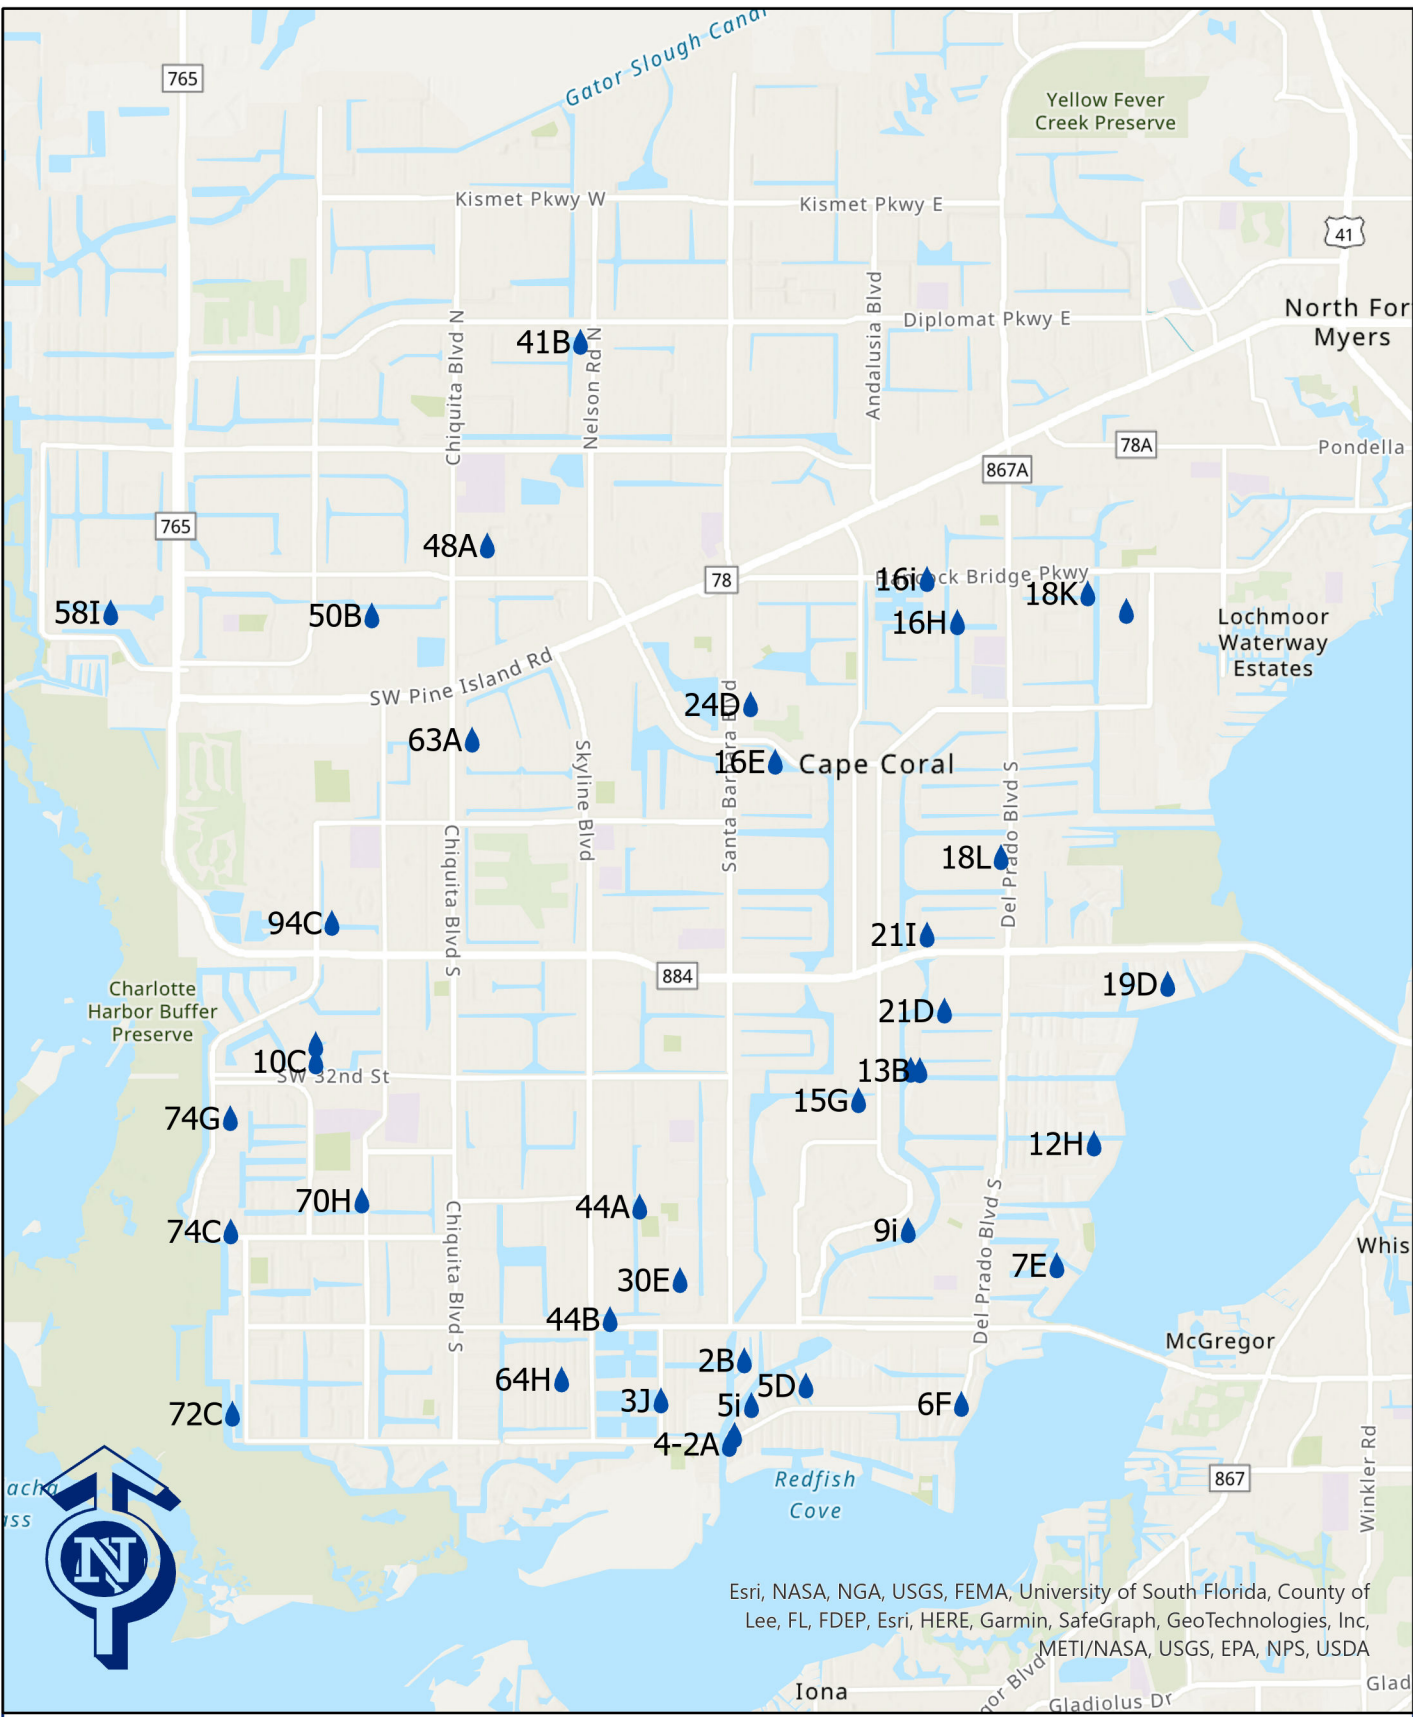 Gator Slough Canal
765
Yellow Fever
Creek Preserve
Kismet Pkwy W
Kismet Pkwy E
41
Andalusia Blvd
North For
Myers
Diplomat Pkwy E
Chiquita Blvd N
Nelson Rd N
41B
78A
Pondella
867A
765
48A
78
Hancock Bridge Pkwy
16i
18K
58I
50B
16H
Lochmoor
Waterway
Estates
SW Pine Island Rd
24D
63A
16E
Cape Coral
Skyline Blvd
Santa Barbara Blvd
Del Prado Blvd S
18L
Chiquita Blvd S
94C
21I
884
19D
Charlotte
Harbor Buffer
Preserve
21D
10C
SW 32nd St
13B
15G
74G
12H
70H
44A
74C
9i
Del Prado Blvd S
Whis
7E
Chiquita Blvd S
30E
44B
McGregor
2B
64H
5D
3J
5i
6F
72C
4-2A
Redfish
Cove
867
Winkler Rd
acha
ass
N
Esri, NASA, NGA, USGS, FEMA, University of South Florida, County of
Lee, FL, FDEP, Esri, HERE, Garmin, SafeGraph, GeoTechnologies, Inc,
METI/NASA, USGS, EPA, NPS, USDA
Iona
gor Blvd
Gladiolus Dr
Glad